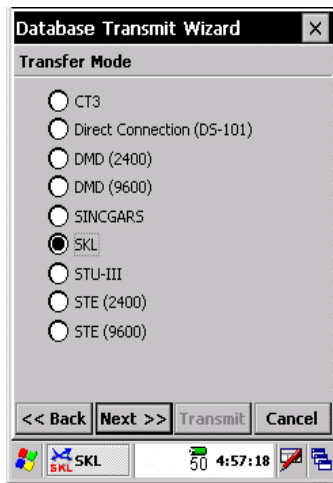 Database Transmit Wizard
Transfer Mode
CT3
Direct Connection (DS-101)
DMD (2400)
DMD (9600)
SINCGARS
SKL
STU-III
STE (2400)
STE (9600)
<< Back Next >> Transmit Cancel
SKL SKL 50 4:57:18